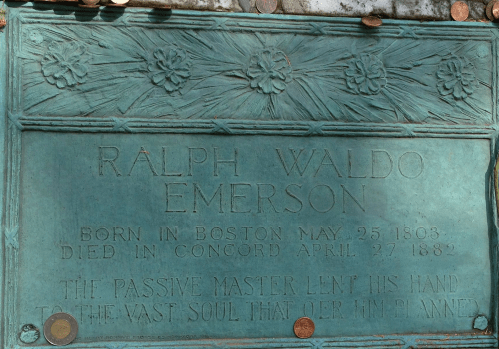 RALPH WALDO
EMERSON
BORN IN BOSTON MAY 25 1803
DIED IN CONCORD APRIL 27 1882
THE PASSIVE MASTER LENT HIS HAND
TO THE VAST SOUL THAT O'ER HIM PLANNED